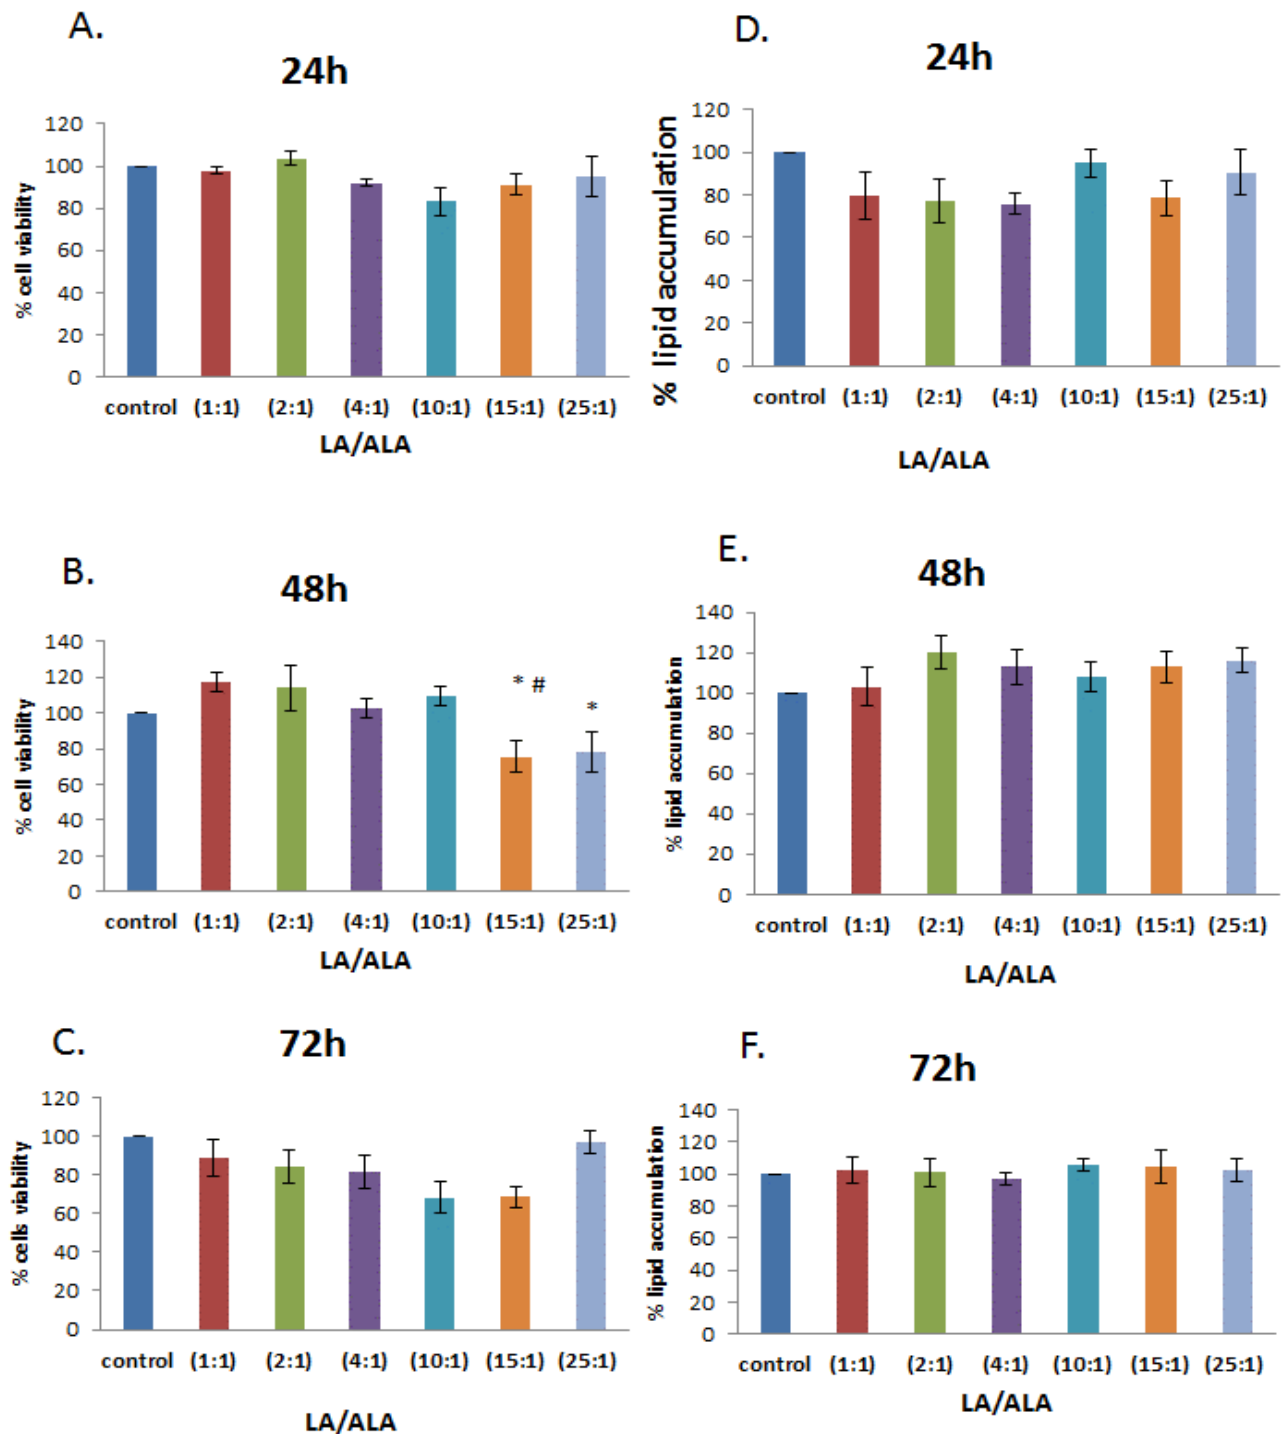 A.
24h
% cell viability
120
100
80
60
40
20
0
control (1:1) (2:1) (4:1) (10:1) (15:1) (25:1)
LA/ALA
D.
24h
% lipid accumulation
120
100
80
60
40
20
0
control (1:1) (2:1) (4:1) (10:1) (15:1) (25:1)
LA/ALA
B.
48h
% cell viability
140
120
100
80
60
40
20
0
* #
*
control (1:1) (2:1) (4:1) (10:1) (15:1) (25:1)
LA/ALA
E.
48h
% lipid accumulation
140
120
100
80
60
40
20
0
control (1:1) (2:1) (4:1) (10:1) (15:1) (25:1)
LA/ALA
C.
72h
% cells viability
120
100
80
60
40
20
0
control (1:1) (2:1) (4:1) (10:1) (15:1) (25:1)
LA/ALA
F.
72h
% lipid accumulation
140
120
100
80
60
40
20
0
control (1:1) (2:1) (4:1) (10:1) (15:1) (25:1)
LA/ALA